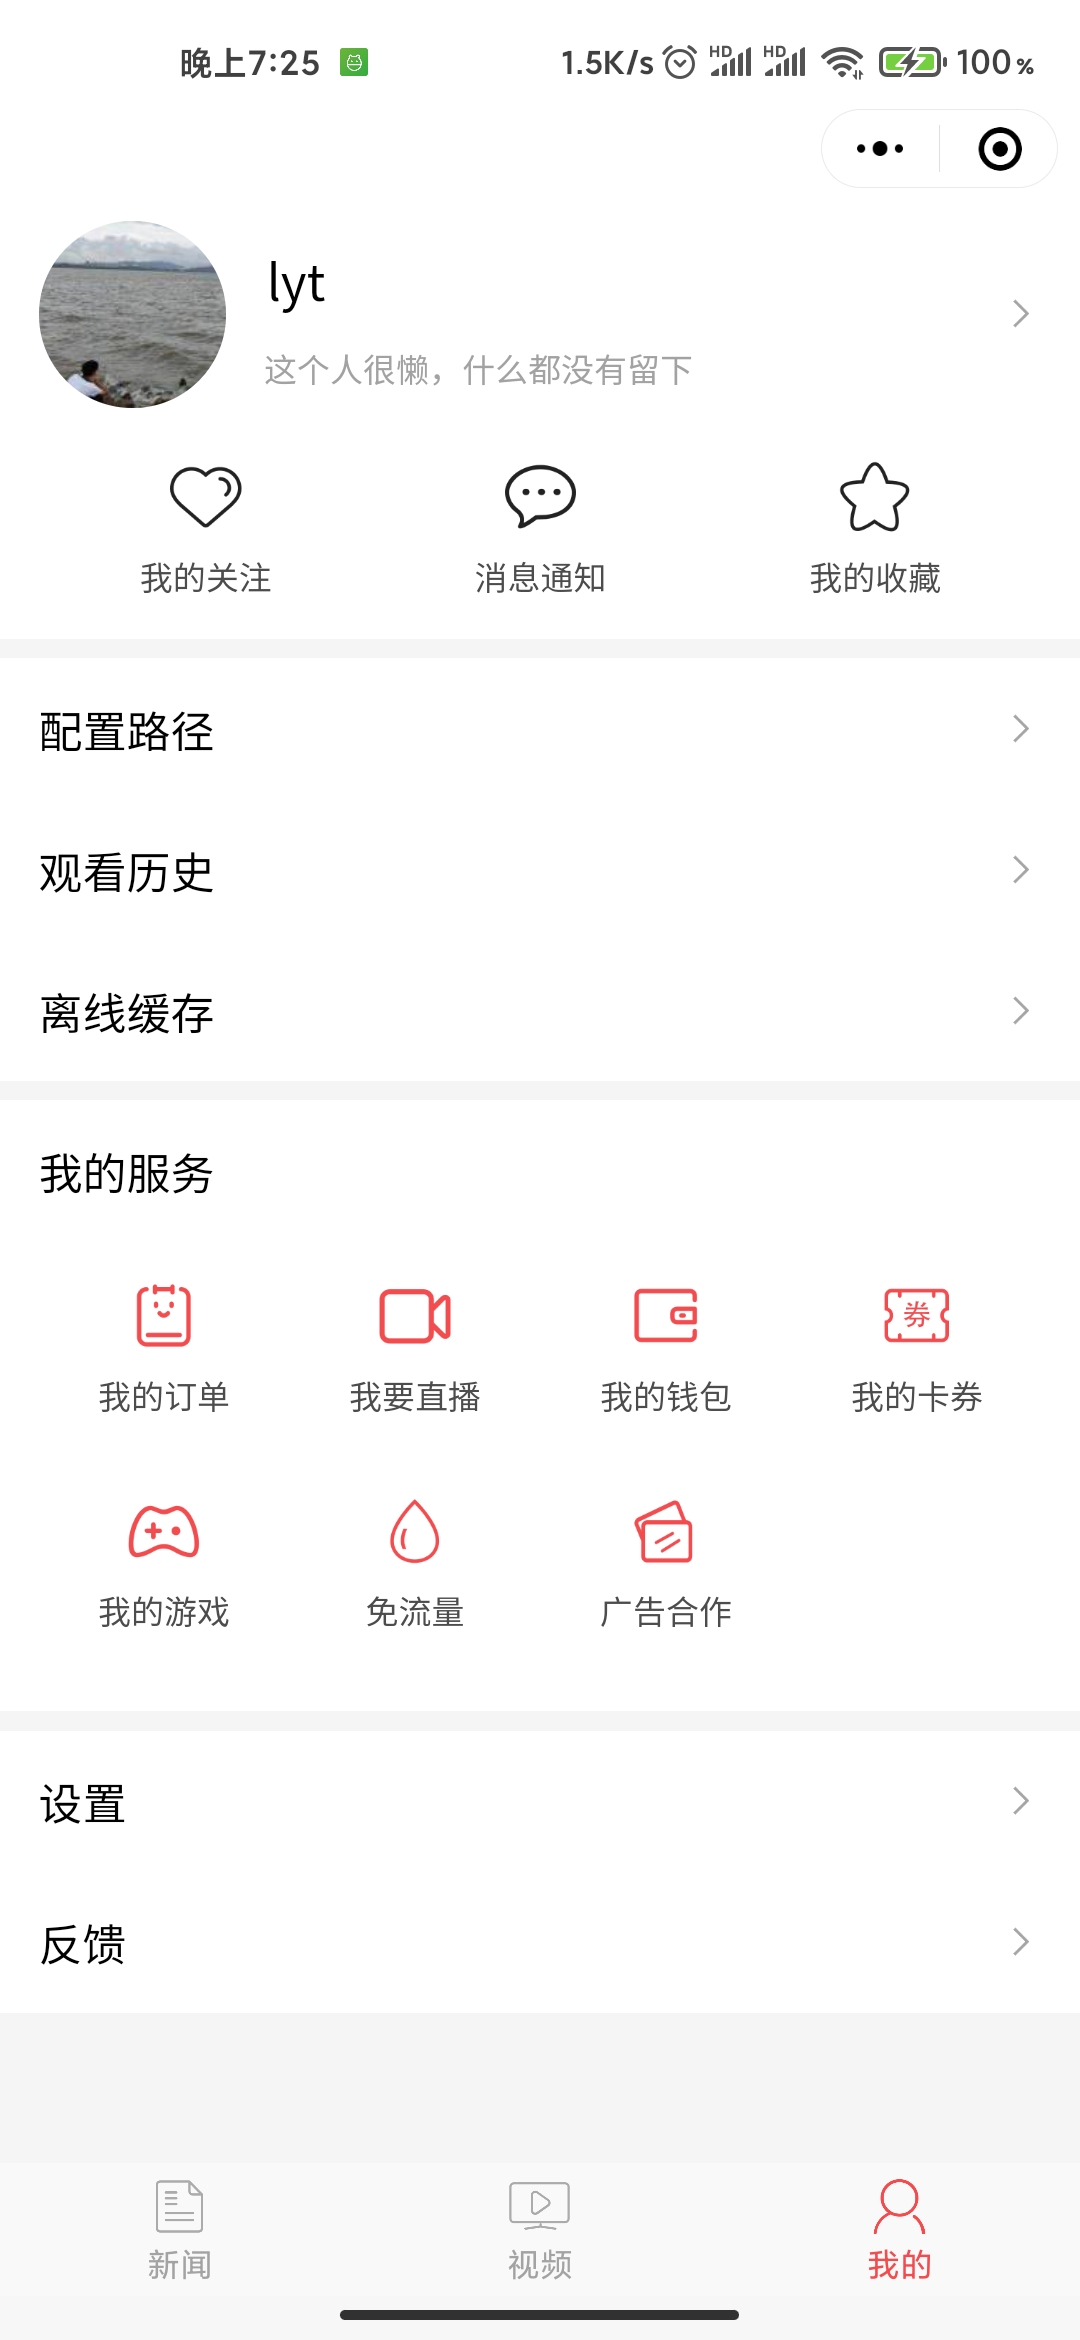 晚上7:25 1.5K/s HD HD 100%
lyt
这个人很懒，什么都没有留下
我的关注 消息通知 我的收藏
配置路径
观看历史
离线缓存
我的服务
券
我的订单 我要直播 我的钱包 我的卡券
我的游戏 免流量 广告合作
设置
反馈
新闻 视频 我的